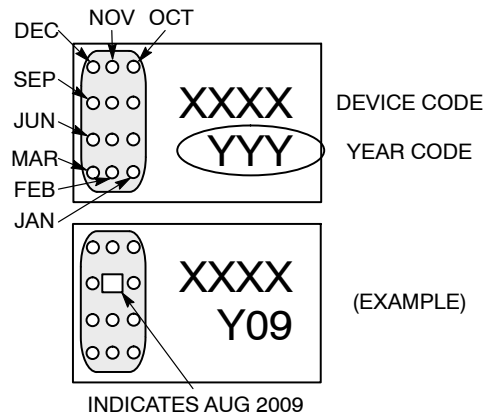 DEC NOV OCT
SEP
JUN
MAR
FEB
JAN
XXXX DEVICE CODE
YYY YEAR CODE
XXXX
Y09
(EXAMPLE)
INDICATES AUG 2009